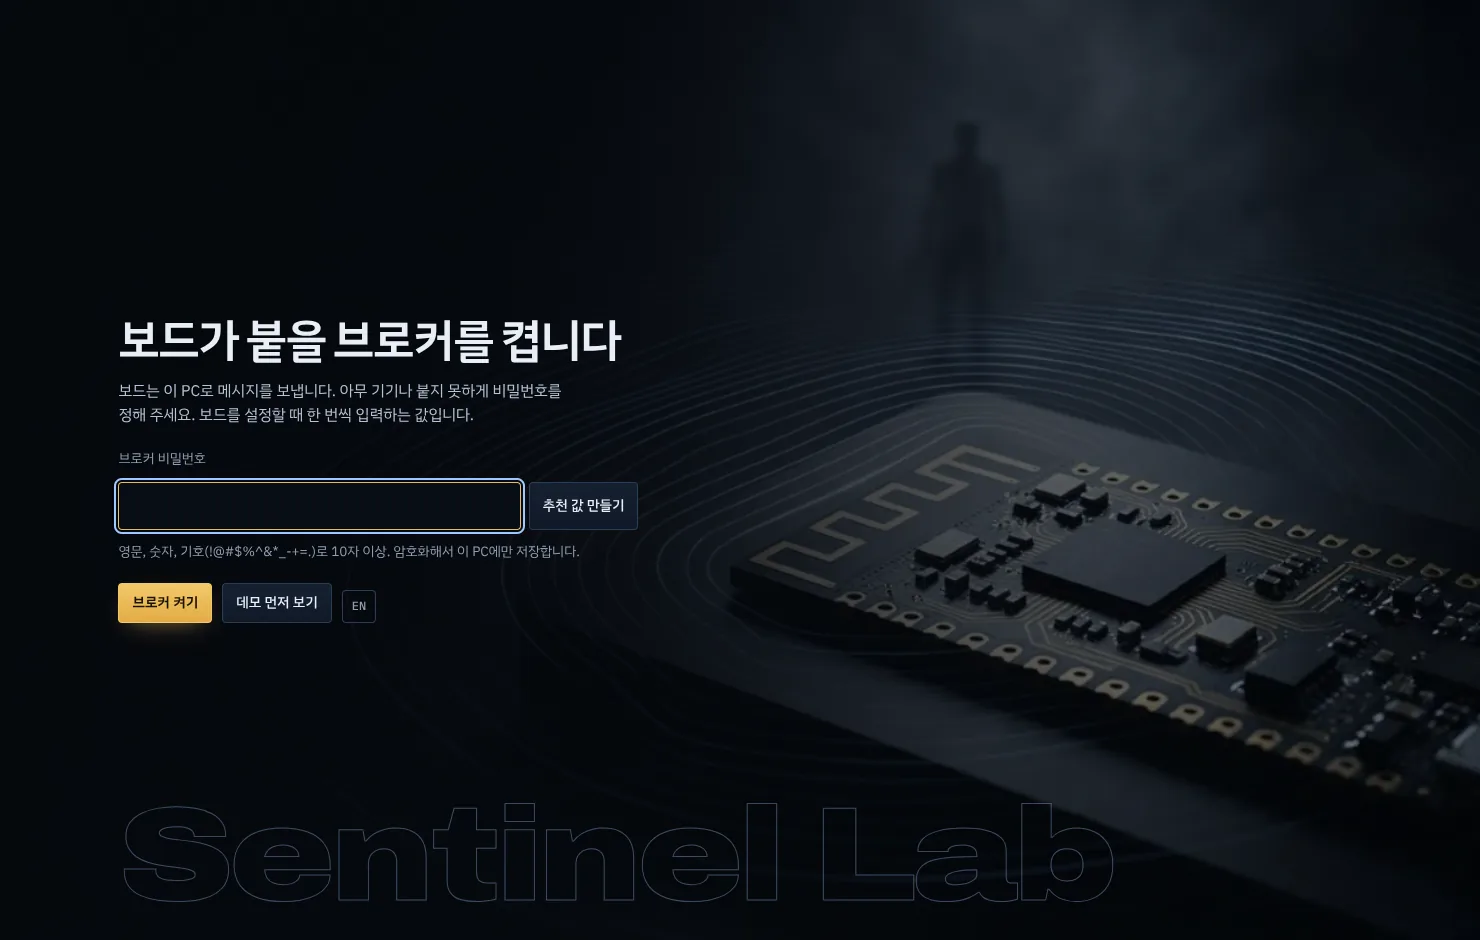 보드가 붙을 브로커를 켭니다
보드는 이 PC로 메시지를 보냅니다. 아무 기기나 붙지 못하게 비밀번호를
정해 주세요. 보드를 설정할 때 한 번씩 입력하는 값입니다.
브로커 비밀번호
추천 값 만들기
영문, 숫자, 기호(!@#$%^&*_-+=.)로 10자 이상. 암호화해서 이 PC에만 저장합니다.
브로커 켜기
데모 먼저 보기
EN
Sentinel Lab